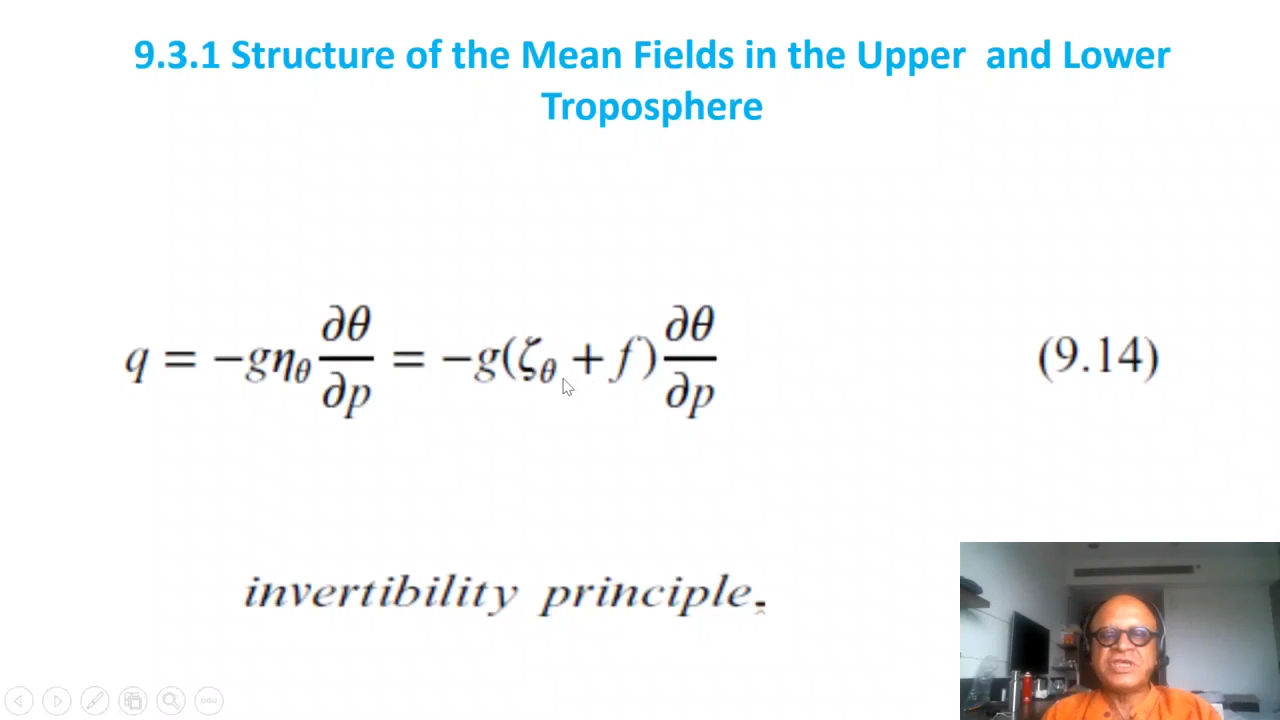 9.3.1 Structure of the Mean Fields in the Upper and Lower
Troposphere
q = −gη_θ ∂θ/∂p = −g(ζ_θ + f) ∂θ/∂p (9.14)
invertibility principle.